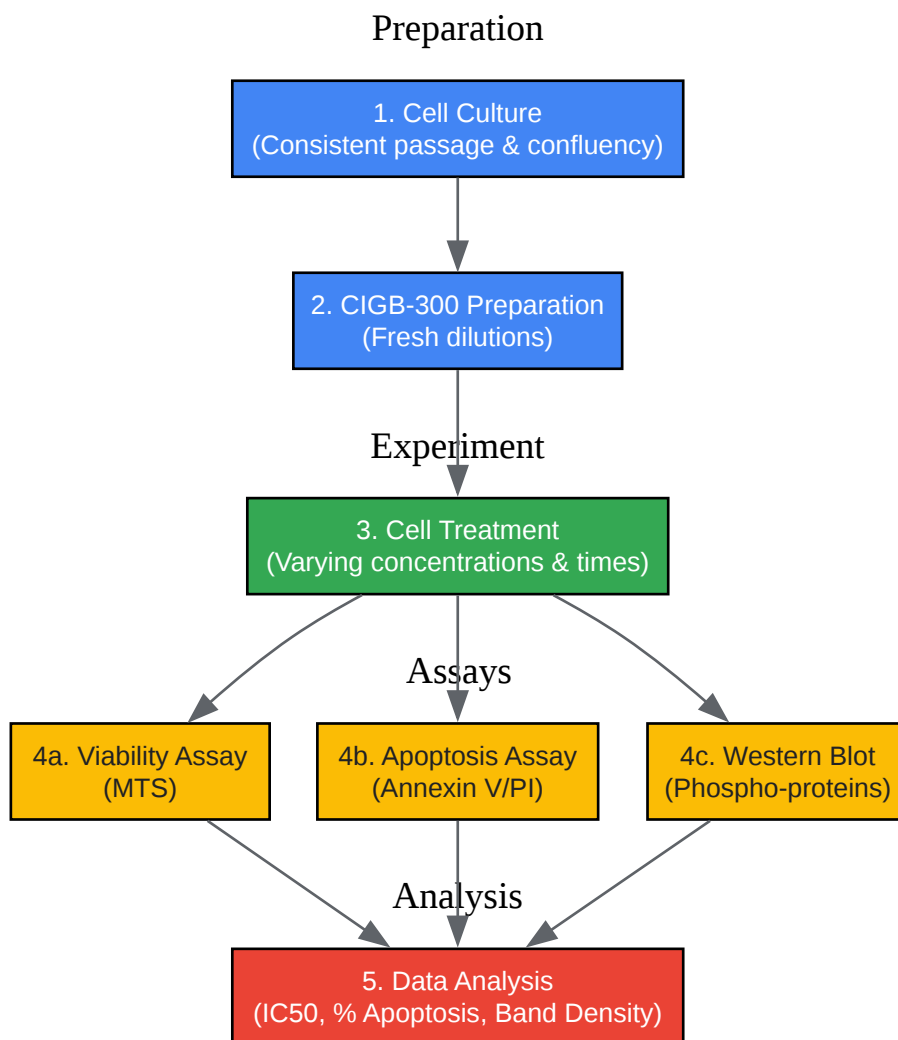 Preparation
1. Cell Culture
(Consistent passage & confluency)
2. CIGB-300 Preparation
(Fresh dilutions)
Experiment
3. Cell Treatment
(Varying concentrations & times)
Assays
4a. Viability Assay
(MTS)
4b. Apoptosis Assay
(Annexin V/PI)
4c. Western Blot
(Phospho-proteins)
Analysis
5. Data Analysis
(IC50, % Apoptosis, Band Density)